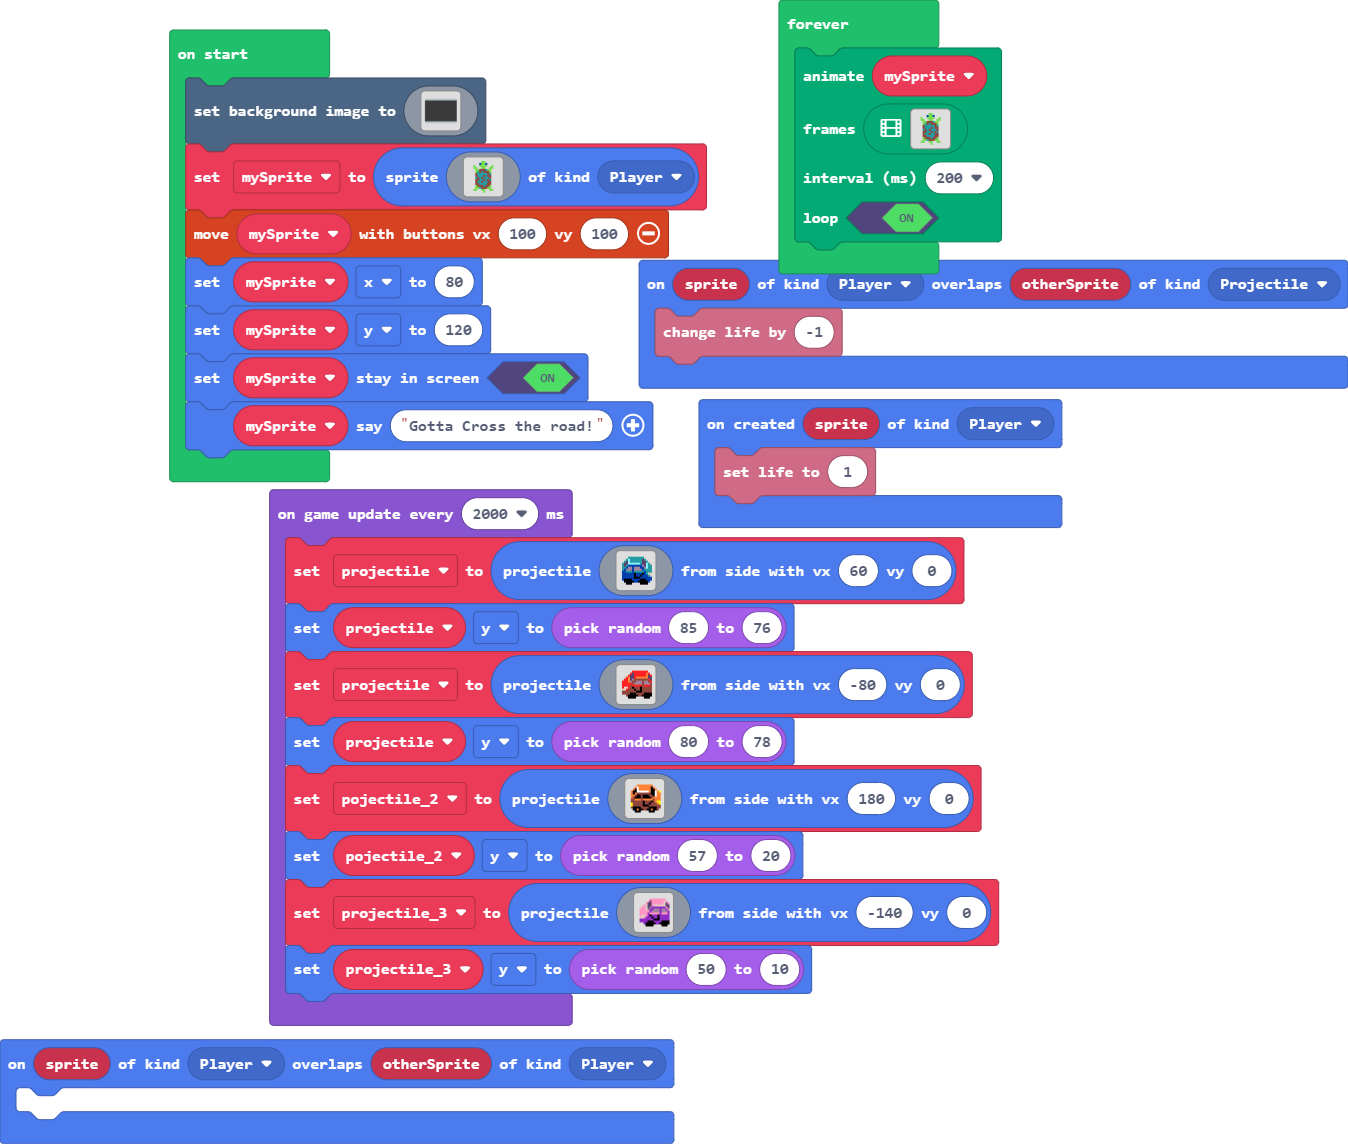 on start
set background image to
set mySprite to sprite of kind Player
move mySprite with buttons vx 100 vy 100
set mySprite x to 80
set mySprite y to 120
set mySprite stay in screen ON
mySprite say "Gotta Cross the road!"
forever
animate mySprite
frames
interval (ms) 200
loop ON
on sprite of kind Player overlaps otherSprite of kind Projectile
change life by -1
on created sprite of kind Player
set life to 1
on game update every 2000 ms
set projectile to projectile from side with vx 60 vy 0
set projectile y to pick random 85 to 76
set projectile to projectile from side with vx -80 vy 0
set projectile y to pick random 80 to 78
set pojectile_2 to projectile from side with vx 180 vy 0
set pojectile_2 y to pick random 57 to 20
set projectile_3 to projectile from side with vx -140 vy 0
set projectile_3 y to pick random 50 to 10
on sprite of kind Player overlaps otherSprite of kind Player